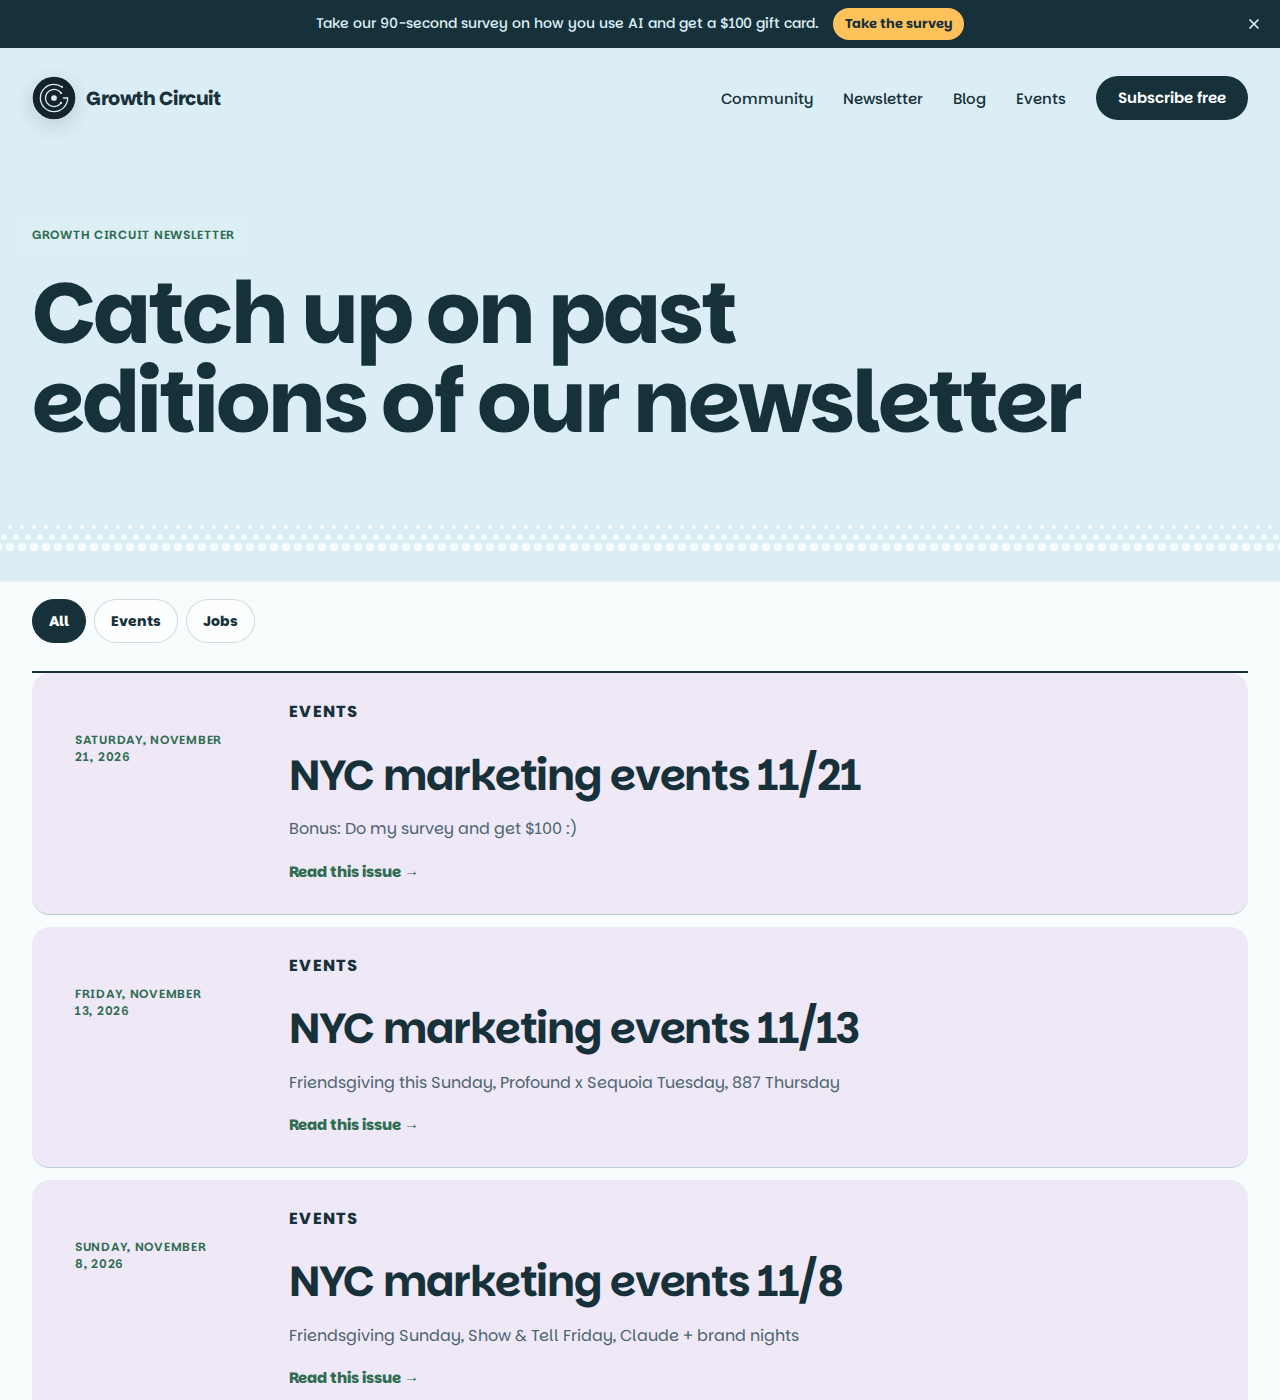 Take our 90-second survey on how you use AI and get a $100 gift card. Take the survey ×
Growth Circuit
Community Newsletter Blog Events Subscribe free
GROWTH CIRCUIT NEWSLETTER
Catch up on past
editions of our newsletter
All Events Jobs
EVENTS
SATURDAY, NOVEMBER
21, 2026
NYC marketing events 11/21
Bonus: Do my survey and get $100 :)
Read this issue →
EVENTS
FRIDAY, NOVEMBER
13, 2026
NYC marketing events 11/13
Friendsgiving this Sunday, Profound x Sequoia Tuesday, 887 Thursday
Read this issue →
EVENTS
SUNDAY, NOVEMBER
8, 2026
NYC marketing events 11/8
Friendsgiving Sunday, Show & Tell Friday, Claude + brand nights
Read this issue →